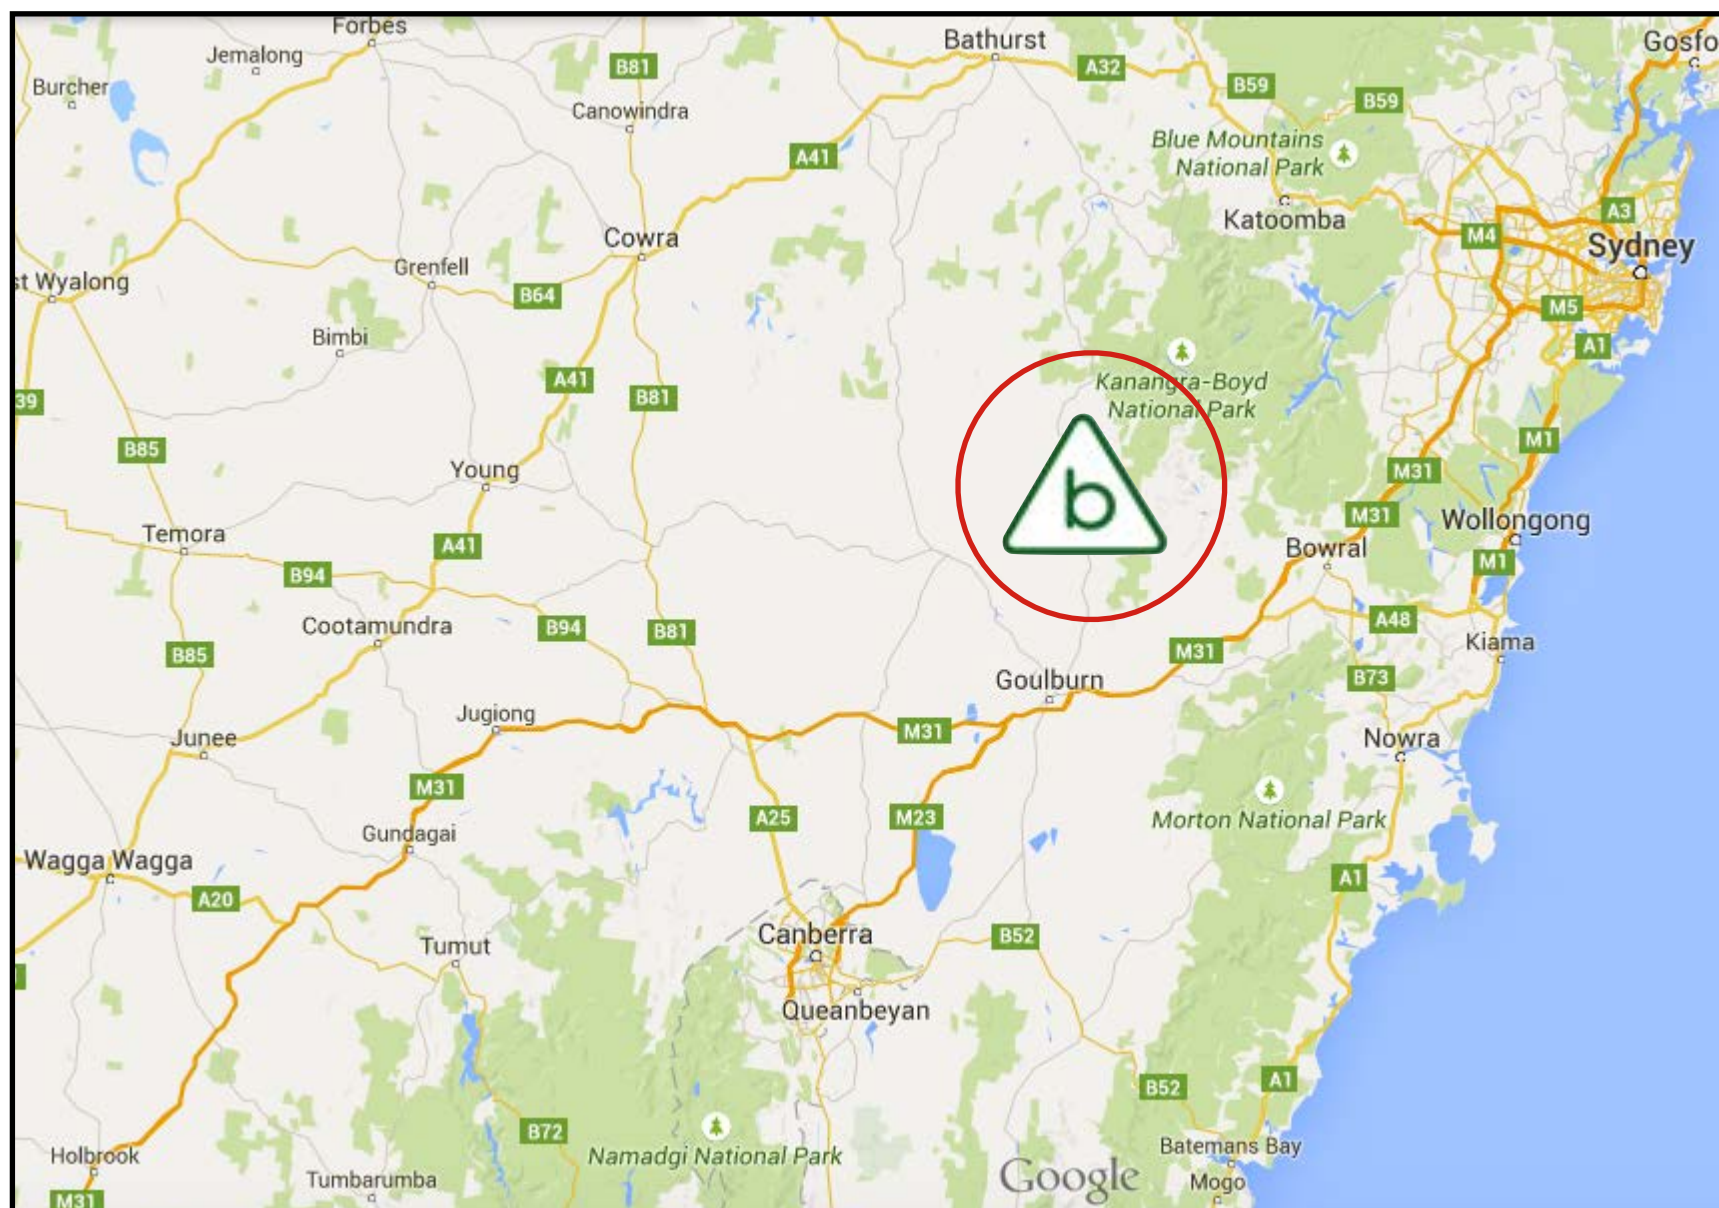 Forbes
Jemalong
Burcher
B81
Canowindra
Bathurst
A32
B59
B59
Gosfo
Blue Mountains
National Park
A41
Katoomba
A3
M4
Sydney
Cowra
Grenfell
B64
st Wyalong
M5
A1
Bimbi
A41
B81
39
Kanangra-Boyd
National Park
b
B85
Young
M1
M31
M31
Wollongong
Temora
A41
Bowral
B94
M1
Cootamundra
B94
B81
A48
Kiama
B85
M31
Goulburn
B73
Jugiong
Junee
M31
Nowra
M31
A25
M23
Morton National Park
Gundagai
Wagga Wagga
A20
A1
Tumut
Canberra
B52
Queanbeyan
B52
A1
B72
Namadgi National Park
Holbrook
Tumbarumba
M31
Google
Batemans Bay
Mogo